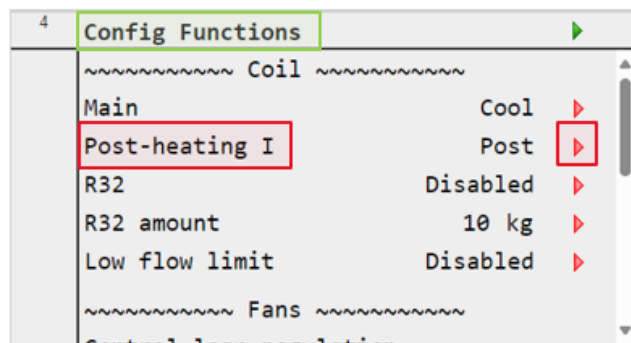 4
Config Functions
~~~~~~~~~~~ Coil ~~~~~~~~~~~
Main Cool
Post-heating I Post
R32 Disabled
R32 amount 10 kg
Low flow limit Disabled
~~~~~~~~~~~ Fans ~~~~~~~~~~~